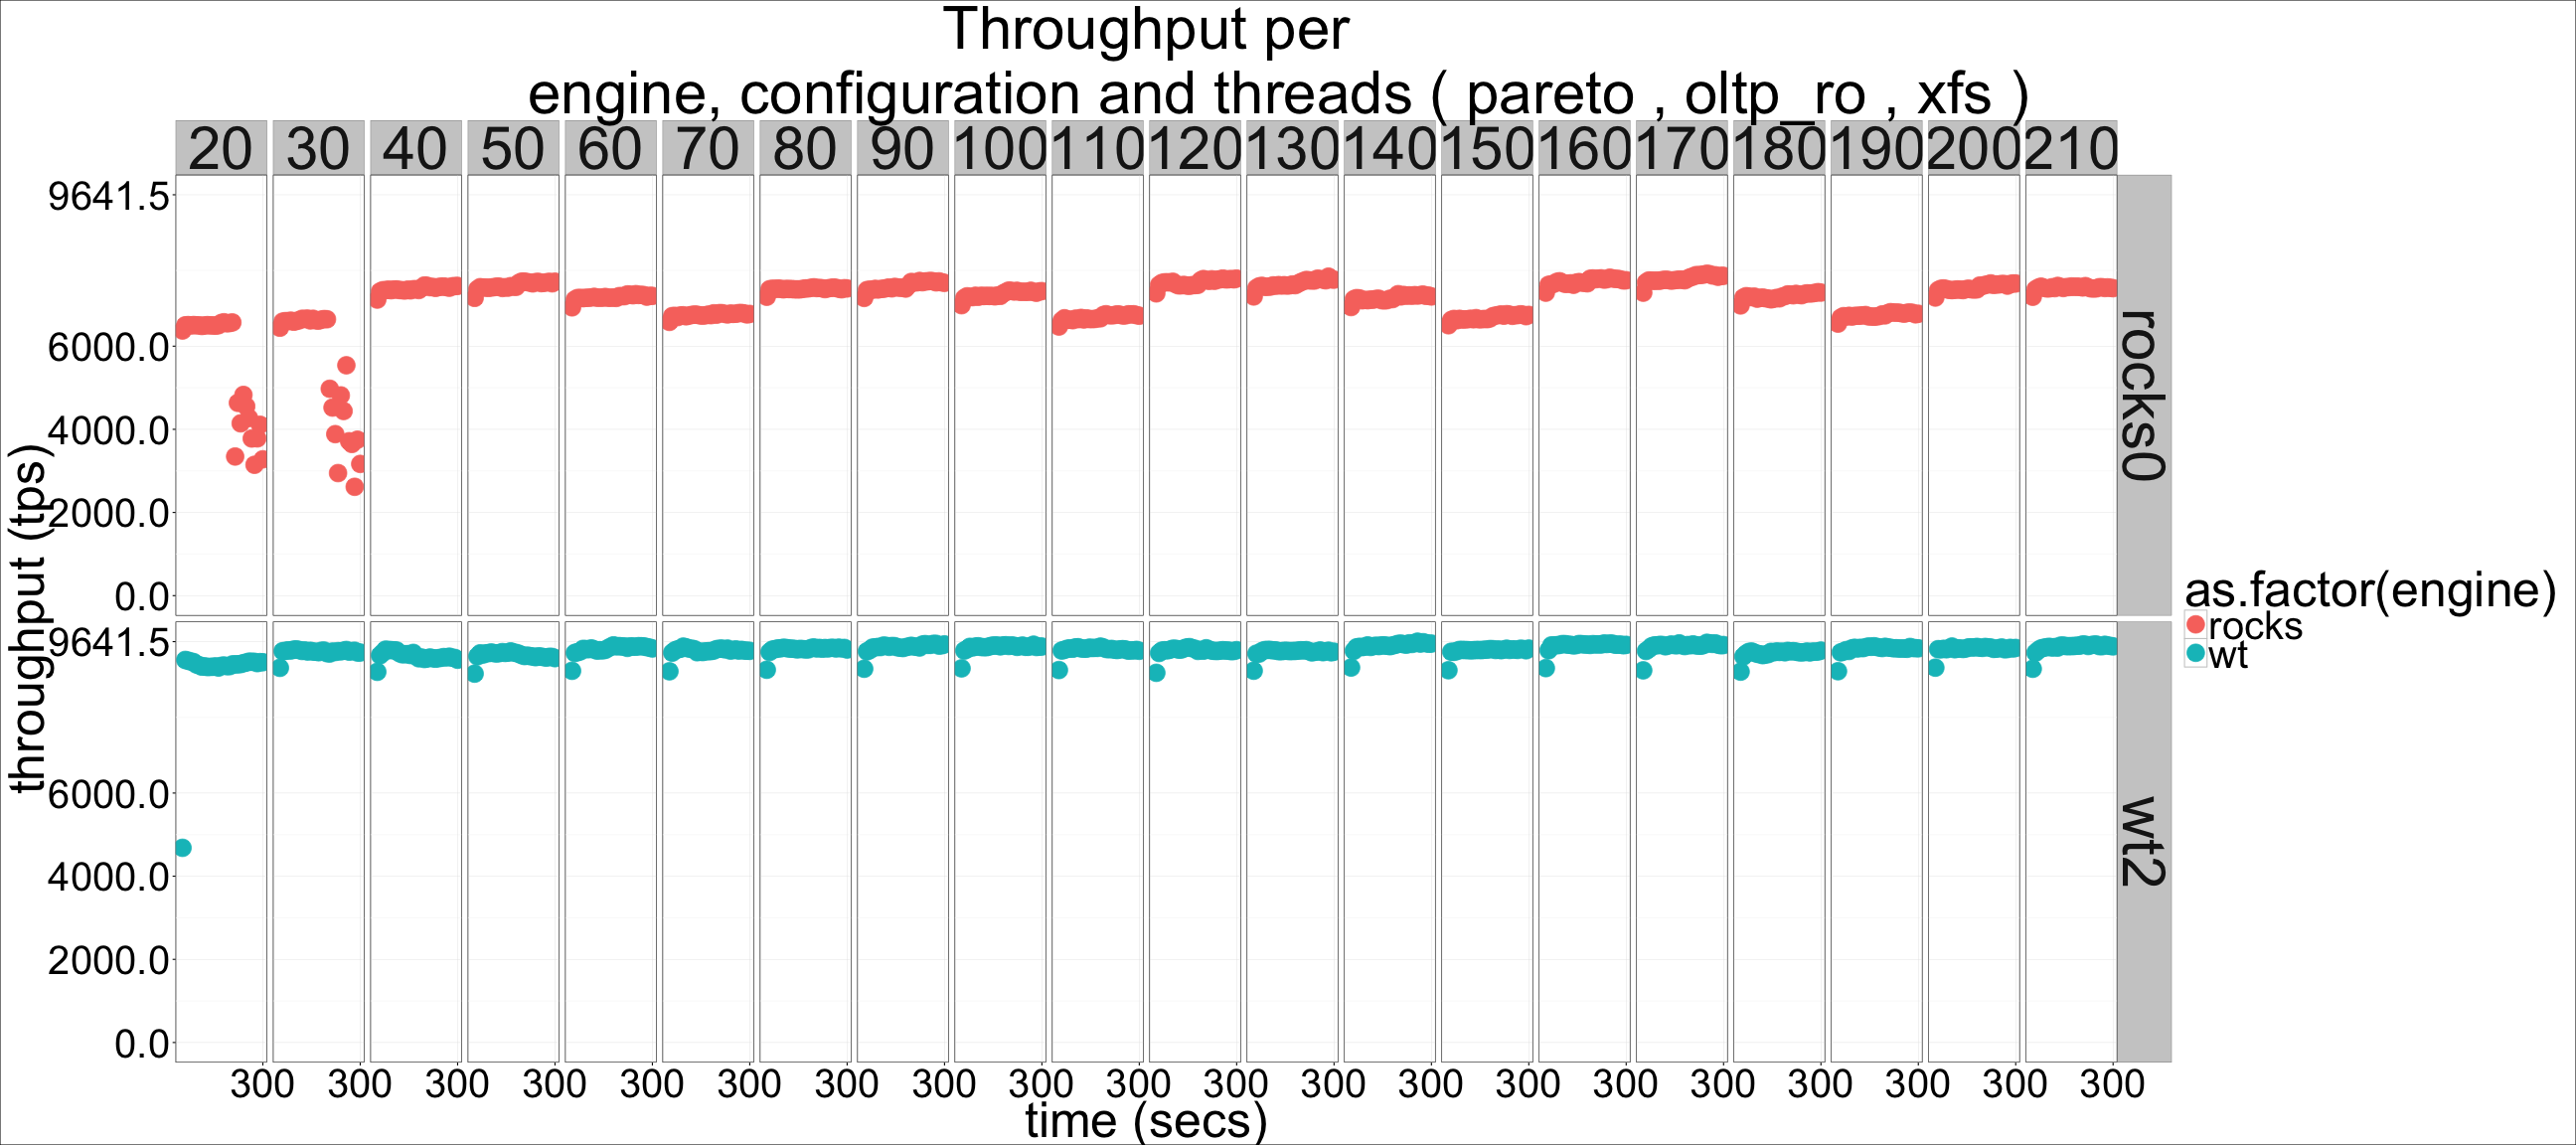 Throughput per
engine, configuration and threads ( pareto , oltp_ro , xfs )
20 30 40 50 60 70 80 90 100 110 120 130 140 150 160 170 180 190 200 210
9641.5
6000.0
4000.0
2000.0
0.0
rocks0
9641.5
6000.0
4000.0
2000.0
0.0
wt2
throughput (tps)
300 300 300 300 300 300 300 300 300 300 300 300 300 300 300 300 300 300 300 300
time (secs)
as.factor(engine)
rocks
wt